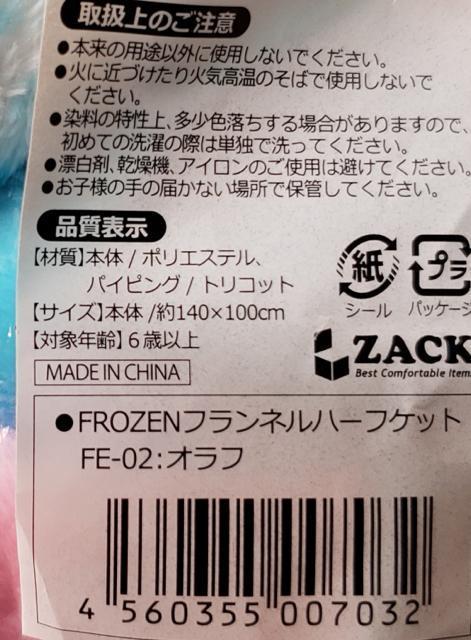 取扱上のご注意
●本来の用途以外に使用しないでください。
●火に近づけたり火気高温のそばで使用しないで
ください。
●染料の特性上、多少色落ちする場合がありますので、
初めての洗濯の際は単独で洗ってください。
●漂白剤、乾燥機、アイロンのご使用は避けてください。
●お子様の手の届かない場所で保管してください。
品質表示
【材質】本体 / ポリエステル、
パイピング / トリコット
【サイズ】本体 /約140×100cm
【対象年齢】6歳以上
MADE IN CHINA
紙
シール
プラ
パッケージ
ZACK
Best Comfortable Item
●FROZENフランネルハーフケット
FE-02:オラフ
4 560355 007032